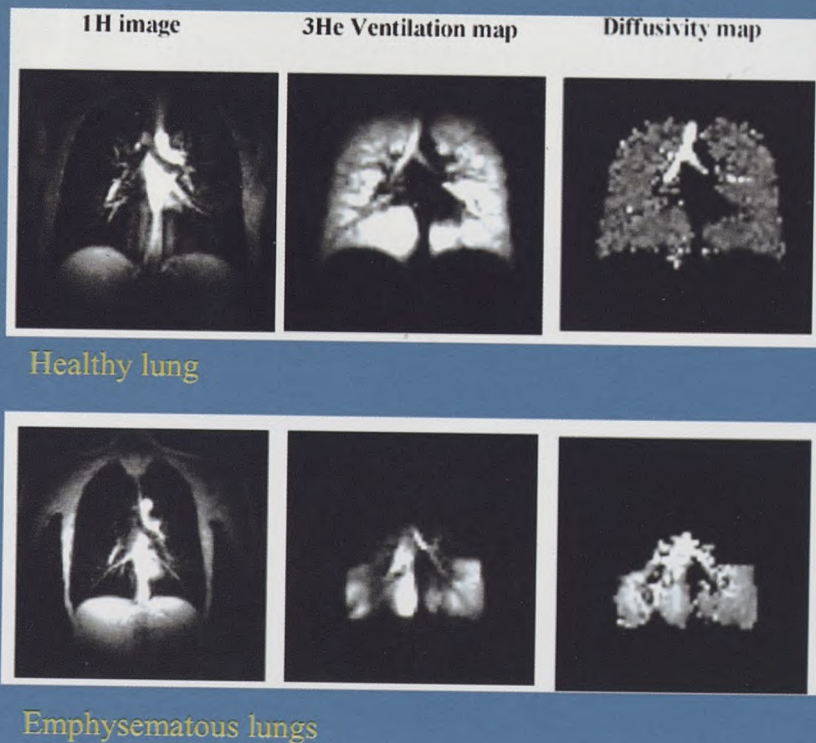 1H image 3He Ventilation map Diffusivity map
Healthy lung
Emphysematous lungs